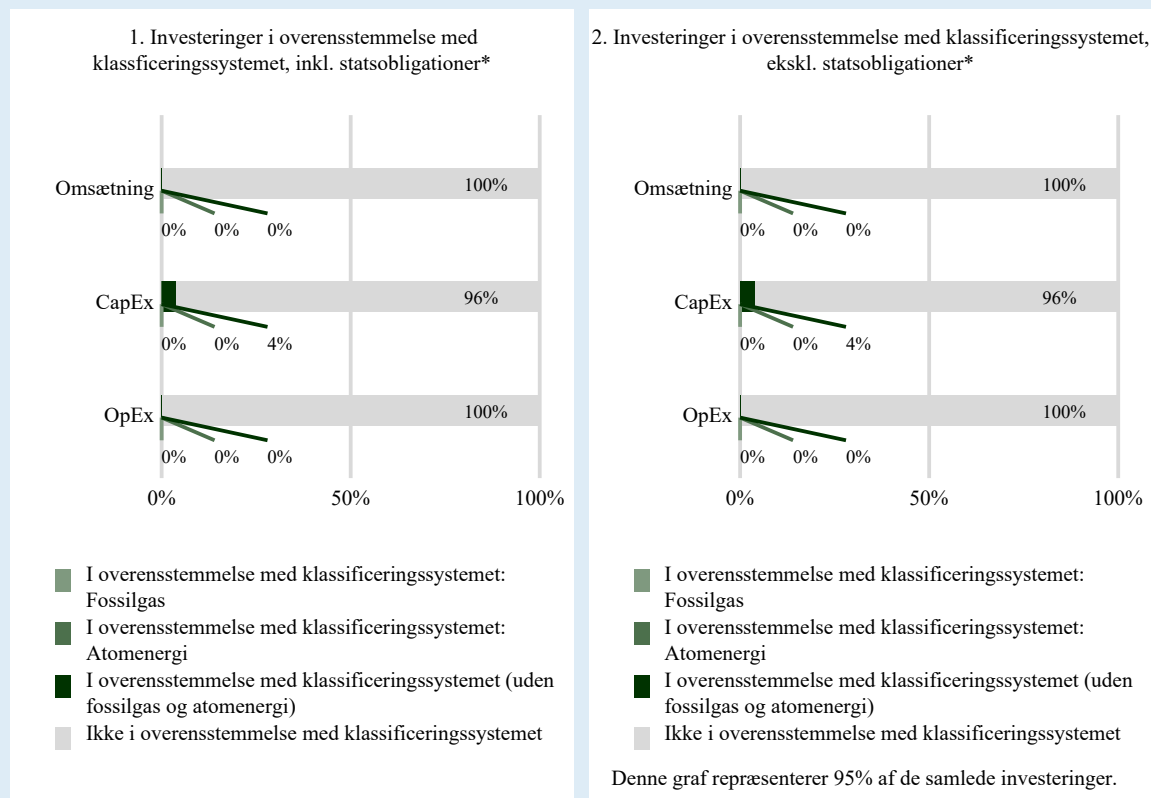 1. Investeringer i overensstemmelse med
klassficeringssystemet, inkl. statsobligationer*
Omsætning
100%
0% 0% 0%
CapEx
96%
0% 0% 4%
OpEx
100%
0% 0% 0%
0% 50% 100%
I overensstemmelse med klassificeringssystemet:
Fossilgas
I overensstemmelse med klassificeringssystemet:
Atomenergi
I overensstemmelse med klassificeringssystemet (uden
fossilgas og atomenergi)
Ikke i overensstemmelse med klassificeringssystemet
2. Investeringer i overensstemmelse med klassificeringssystemet,
ekskl. statsobligationer*
Omsætning
100%
0% 0% 0%
CapEx
96%
0% 0% 4%
OpEx
100%
0% 0% 0%
0% 50% 100%
I overensstemmelse med klassificeringssystemet:
Fossilgas
I overensstemmelse med klassificeringssystemet:
Atomenergi
I overensstemmelse med klassificeringssystemet (uden
fossilgas og atomenergi)
Ikke i overensstemmelse med klassificeringssystemet
Denne graf repræsenterer 95% af de samlede investeringer.